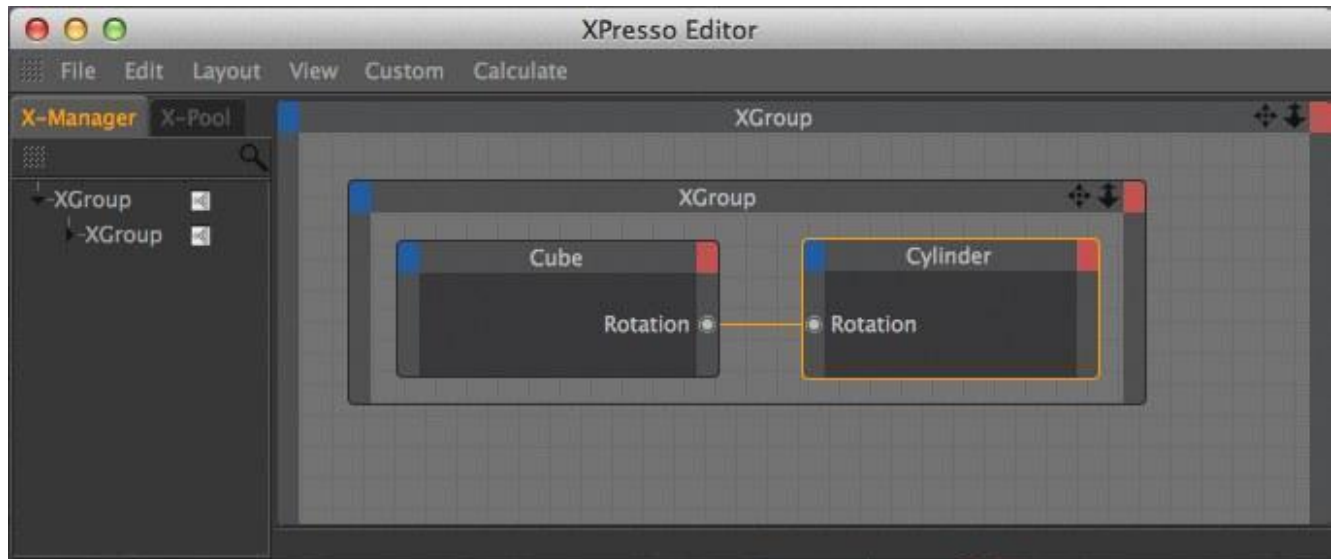 XPresso Editor
File Edit Layout View Custom Calculate
X-Manager X-Pool
XGroup
XGroup
XGroup
XGroup
Cube
Cylinder
Rotation
Rotation